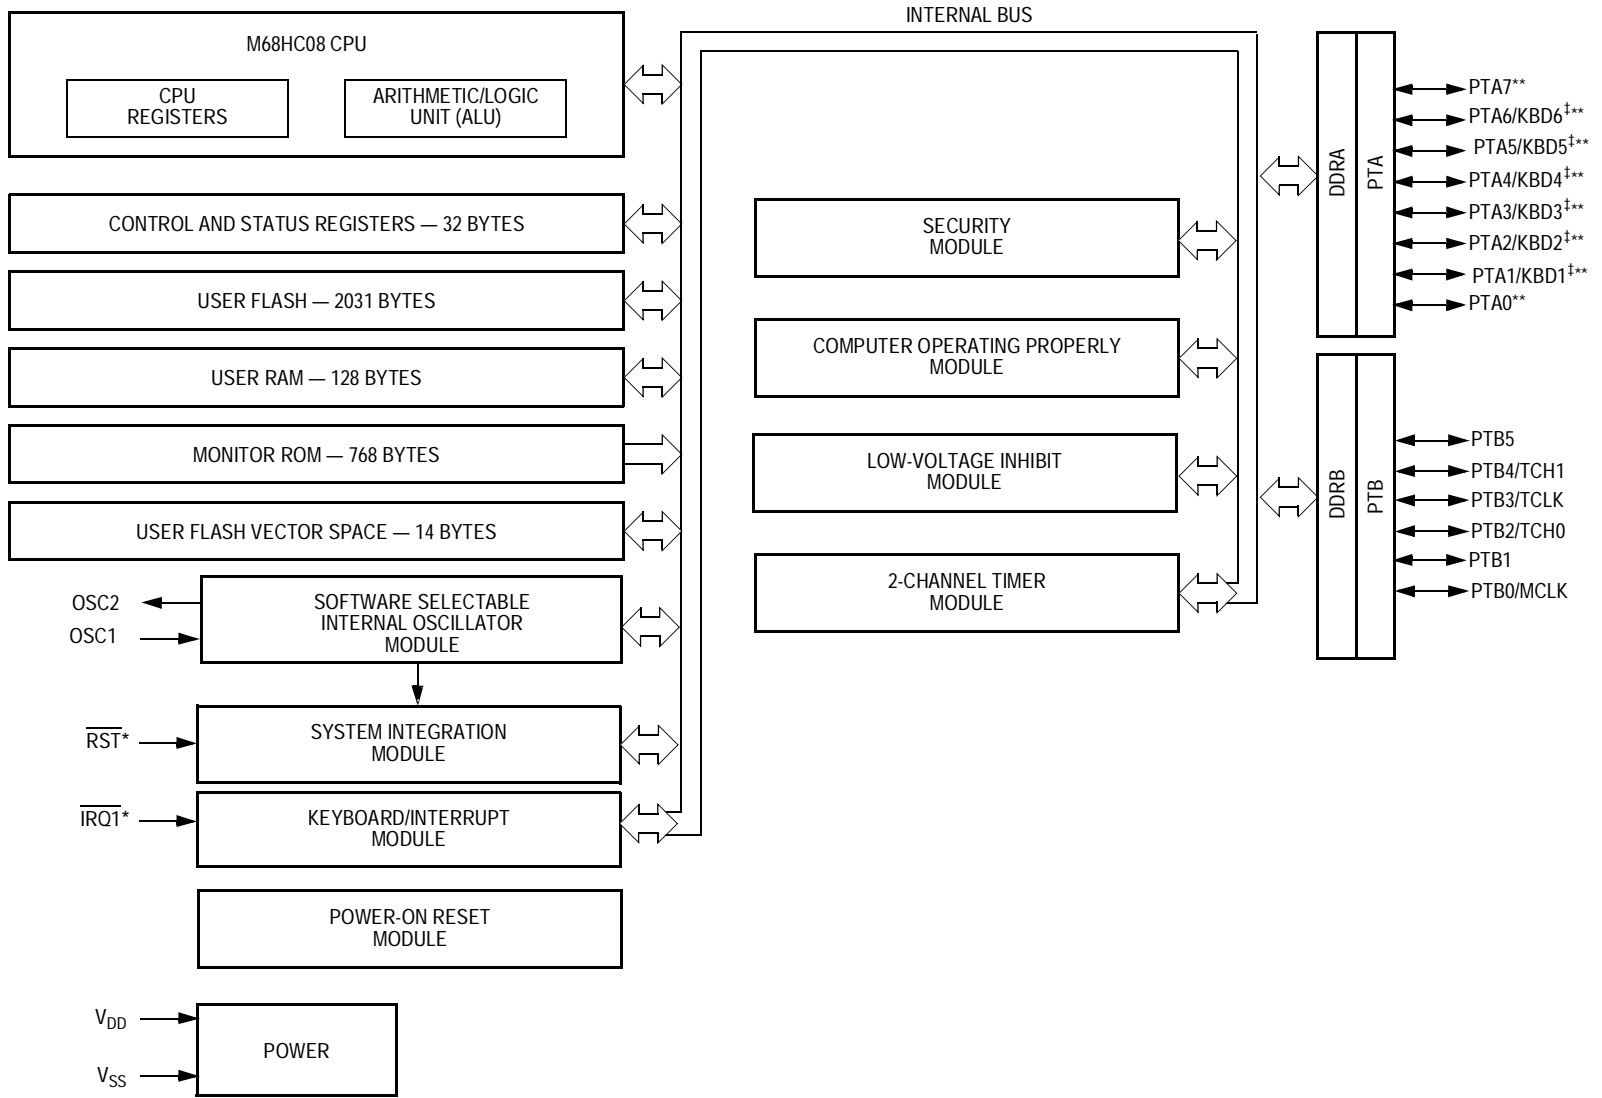 INTERNAL BUS
M68HC08 CPU
CPU
REGISTERS
ARITHMETIC/LOGIC
UNIT (ALU)
CONTROL AND STATUS REGISTERS — 32 BYTES
USER FLASH — 2031 BYTES
USER RAM — 128 BYTES
MONITOR ROM — 768 BYTES
USER FLASH VECTOR SPACE — 14 BYTES
OSC2
OSC1
SOFTWARE SELECTABLE
INTERNAL OSCILLATOR
MODULE
RST*
SYSTEM INTEGRATION
MODULE
IRQ1*
KEYBOARD/INTERRUPT
MODULE
POWER-ON RESET
MODULE
VDD
VSS
POWER
SECURITY
MODULE
COMPUTER OPERATING PROPERLY
MODULE
LOW-VOLTAGE INHIBIT
MODULE
2-CHANNEL TIMER
MODULE
DDRA
PTA
PTA7**
PTA6/KBD6‡**
PTA5/KBD5‡**
PTA4/KBD4‡**
PTA3/KBD3‡**
PTA2/KBD2‡**
PTA1/KBD1‡**
PTA0**
DDRB
PTB
PTB5
PTB4/TCH1
PTB3/TCLK
PTB2/TCH0
PTB1
PTB0/MCLK